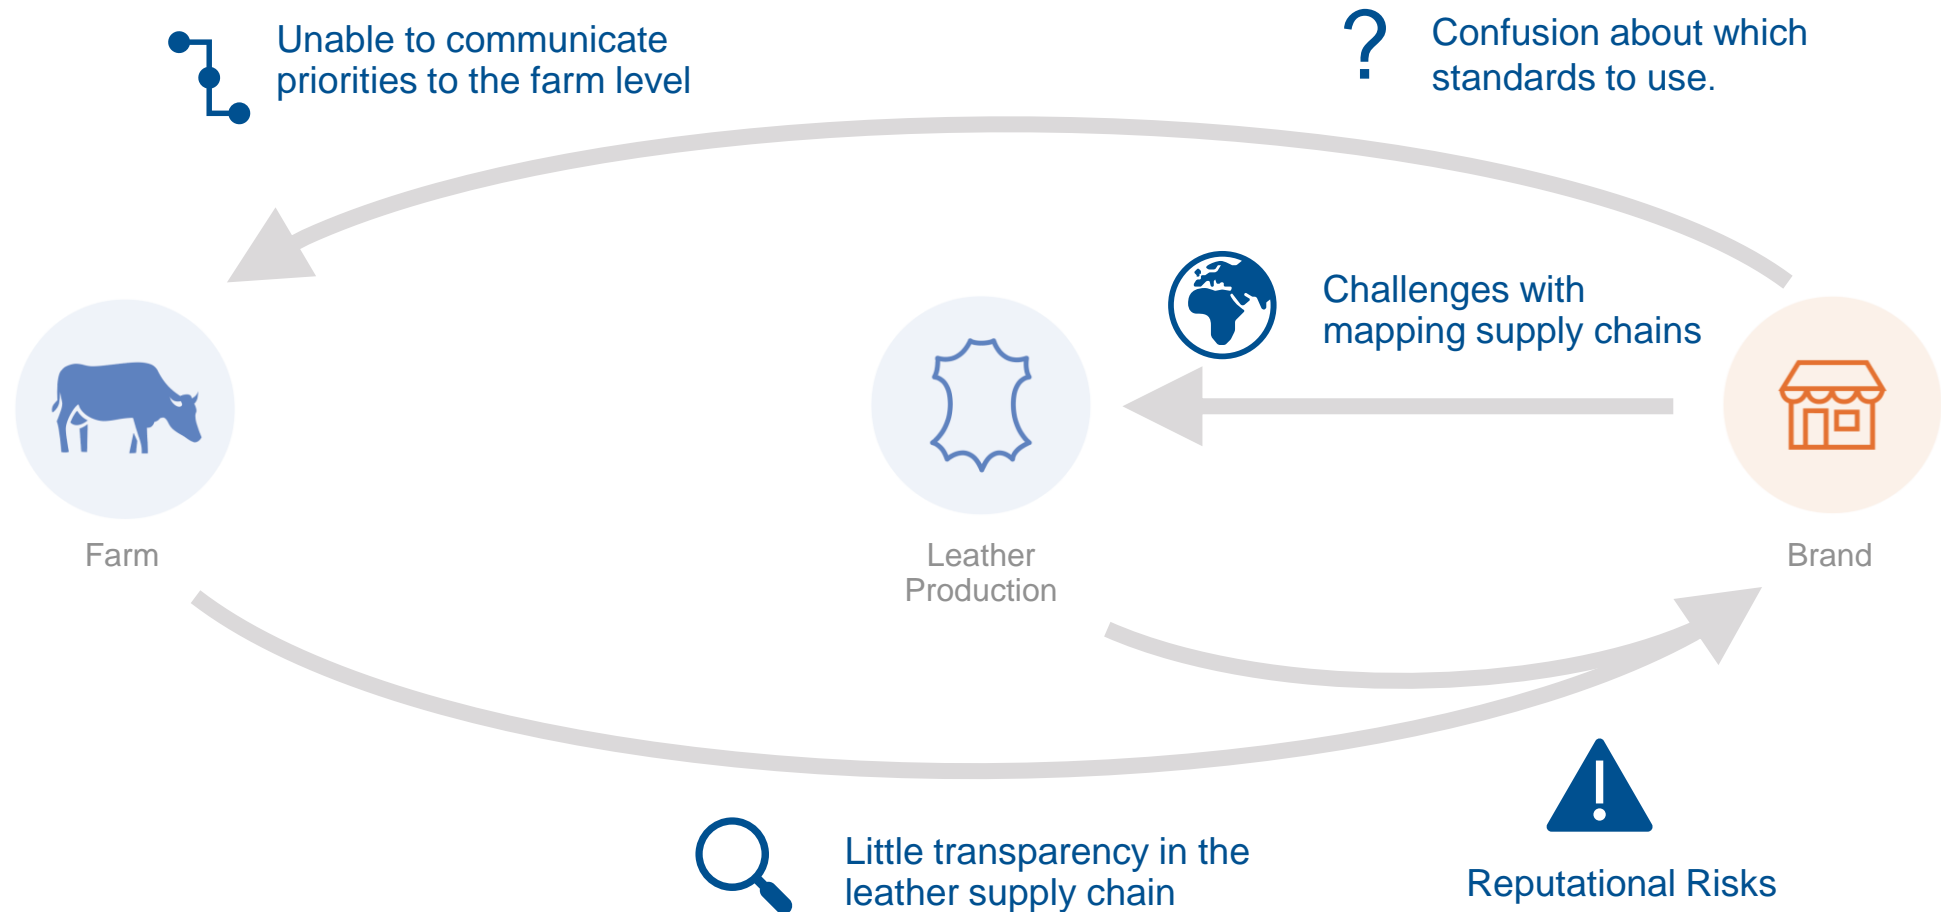 Unable to communicate
priorities to the farm level
Confusion about which
standards to use.
Challenges with
mapping supply chains
Farm
Leather
Production
Brand
Little transparency in the
leather supply chain
Reputational Risks